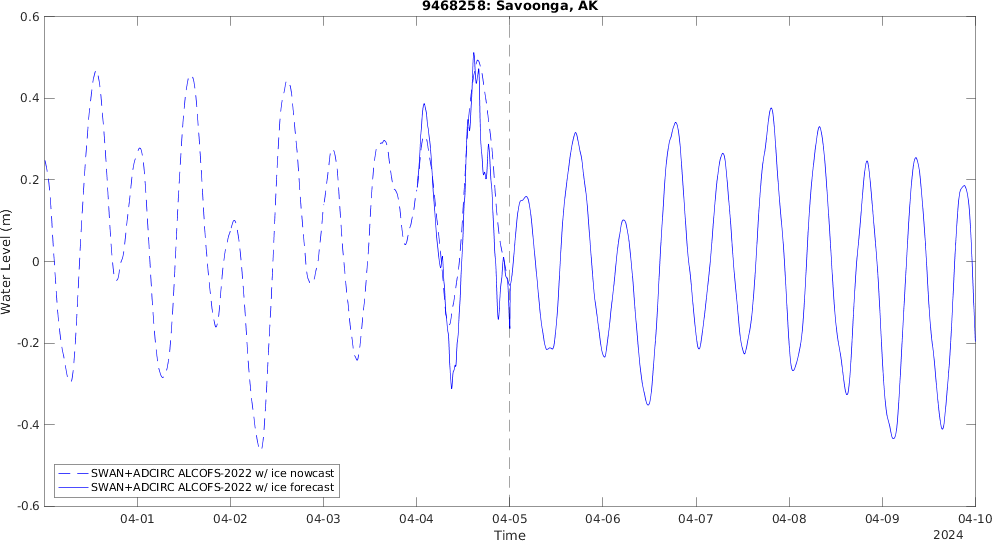 9468258: Savoonga, AK
0.6
0.4
0.2
0
-0.2
-0.4
-0.6
Water Level (m)
SWAN+ADCIRC ALCOFS-2022 w/ ice nowcast
SWAN+ADCIRC ALCOFS-2022 w/ ice forecast
04-01 04-02 04-03 04-04 04-05 04-06 04-07 04-08 04-09 04-10
Time
2024